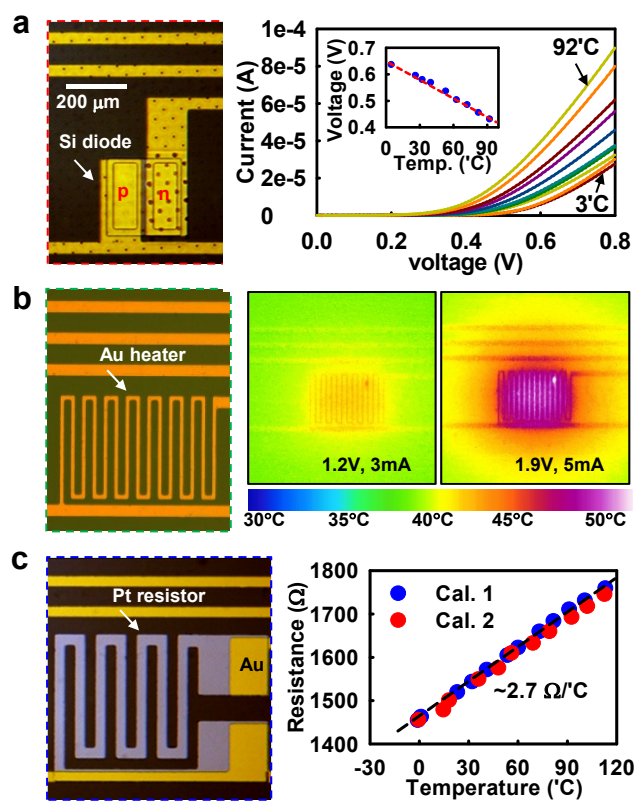 a
200 μm
Si diode
p
n
Current (A)
1e-4
8e-5
6e-5
4e-5
2e-5
0
0.0 0.2 0.4 0.6 0.8
voltage (V)
92'C
3'C
Voltage (V)
0.7
0.6
0.5
0.4
0 30 60 90
Temp. ('C)
b
Au heater
1.2V, 3mA
1.9V, 5mA
30°C 35°C 40°C 45°C 50°C
c
Pt resistor
Au
Resistance (Ω)
1800
1700
1600
1500
1400
Cal. 1
Cal. 2
~2.7 Ω/'C
-30 0 30 60 90 120
Temperature ('C)